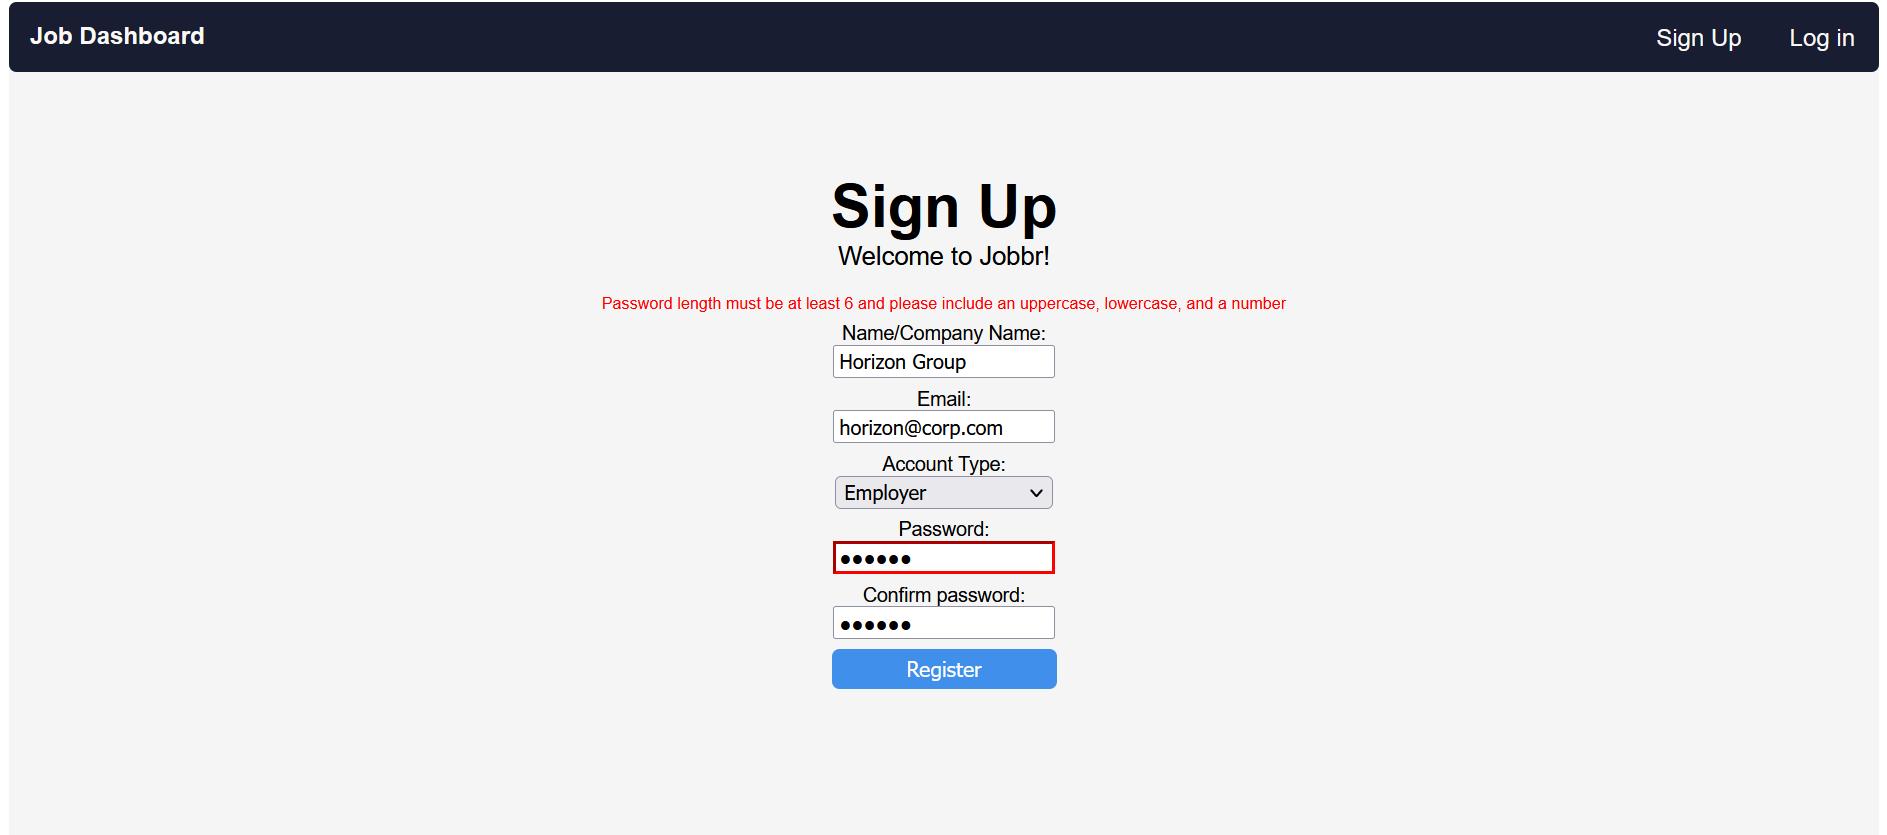 Job Dashboard
Sign Up
Log in
Sign Up
Welcome to Jobbr!
Password length must be at least 6 and please include an uppercase, lowercase, and a number
Name/Company Name:
Horizon Group
Email:
horizon@corp.com
Account Type:
Employer
Password:
●●●●●●
Confirm password:
●●●●●●
Register